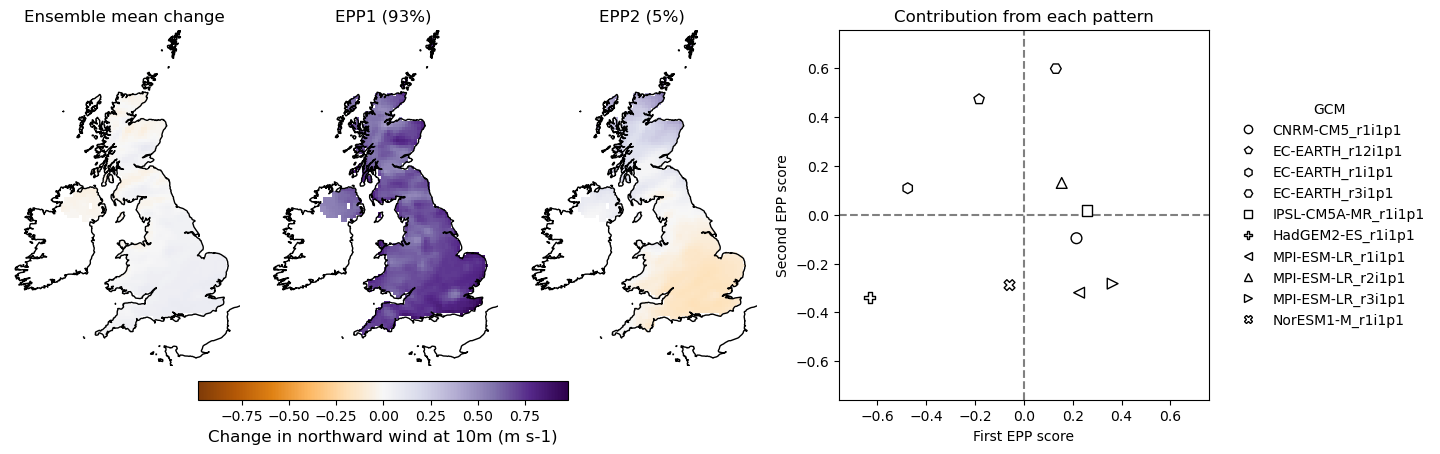 Ensemble mean change
EPP1 (93%)
EPP2 (5%)
Contribution from each pattern
−0.75 −0.50 −0.25 0.00 0.25 0.50 0.75
Change in northward wind at 10m (m s-1)
Second EPP score
0.6
0.4
0.2
0.0
−0.2
−0.4
−0.6
−0.6 −0.4 −0.2 0.0 0.2 0.4 0.6
First EPP score
GCM
CNRM-CM5_r1i1p1
EC-EARTH_r12i1p1
EC-EARTH_r1i1p1
EC-EARTH_r3i1p1
IPSL-CM5A-MR_r1i1p1
HadGEM2-ES_r1i1p1
MPI-ESM-LR_r1i1p1
MPI-ESM-LR_r2i1p1
MPI-ESM-LR_r3i1p1
NorESM1-M_r1i1p1